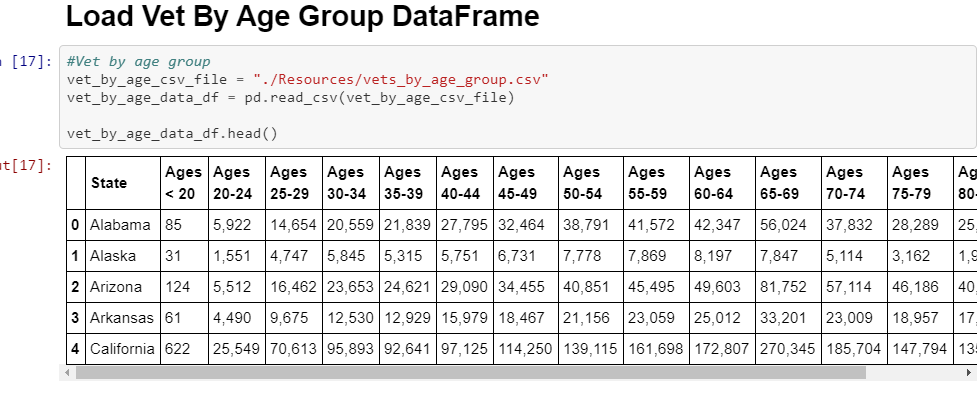 Load Vet By Age Group DataFrame
[17]:
#Vet by age group
vet_by_age_csv_file = "./Resources/vets_by_age_group.csv"
vet_by_age_data_df = pd.read_csv(vet_by_age_csv_file)
vet_by_age_data_df.head()
t[17]:
State Ages < 20 Ages 20-24 Ages 25-29 Ages 30-34 Ages 35-39 Ages 40-44 Ages 45-49 Ages 50-54 Ages 55-59 Ages 60-64 Ages 65-69 Ages 70-74 Ages 75-79 Ag 80-
0 Alabama 85 5,922 14,654 20,559 21,839 27,795 32,464 38,791 41,572 42,347 56,024 37,832 28,289 25,
1 Alaska 31 1,551 4,747 5,845 5,315 5,751 6,731 7,778 7,869 8,197 7,847 5,114 3,162 1,9
2 Arizona 124 5,512 16,462 23,653 24,621 29,090 34,455 40,851 45,495 49,603 81,752 57,114 46,186 40,
3 Arkansas 61 4,490 9,675 12,530 12,929 15,979 18,467 21,156 23,059 25,012 33,201 23,009 18,957 17,
4 California 622 25,549 70,613 95,893 92,641 97,125 114,250 139,115 161,698 172,807 270,345 185,704 147,794 135